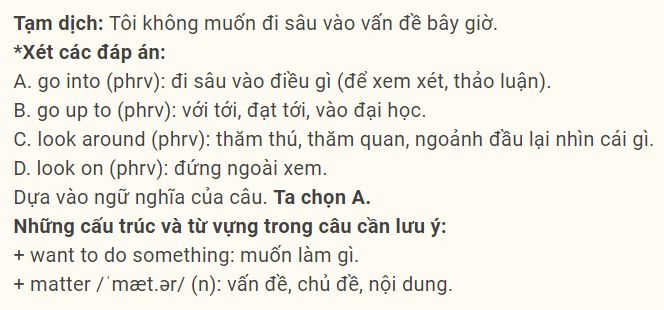 Tạm dịch: Tôi không muốn đi sâu vào vấn đề bây giờ.
*Xét các đáp án:
A. go into (phrv): đi sâu vào điều gì (để xem xét, thảo luận).
B. go up to (phrv): với tới, đạt tới, vào đại học.
C. look around (phrv): thăm thú, thăm quan, ngoảnh đầu lại nhìn cái gì.
D. look on (phrv): đứng ngoài xem.
Dựa vào ngữ nghĩa của câu. Ta chọn A.
Những cấu trúc và từ vựng trong câu cần lưu ý:
+ want to do something: muốn làm gì.
+ matter /ˈmæt.ər/ (n): vấn đề, chủ đề, nội dung.